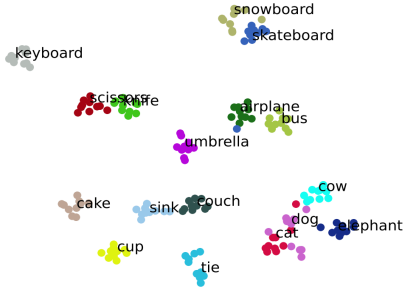 snowboard
skateboard
keyboard
scissors
knife
airplane
bus
umbrella
cow
cake
sink
couch
dog
elephant
cat
cup
tie